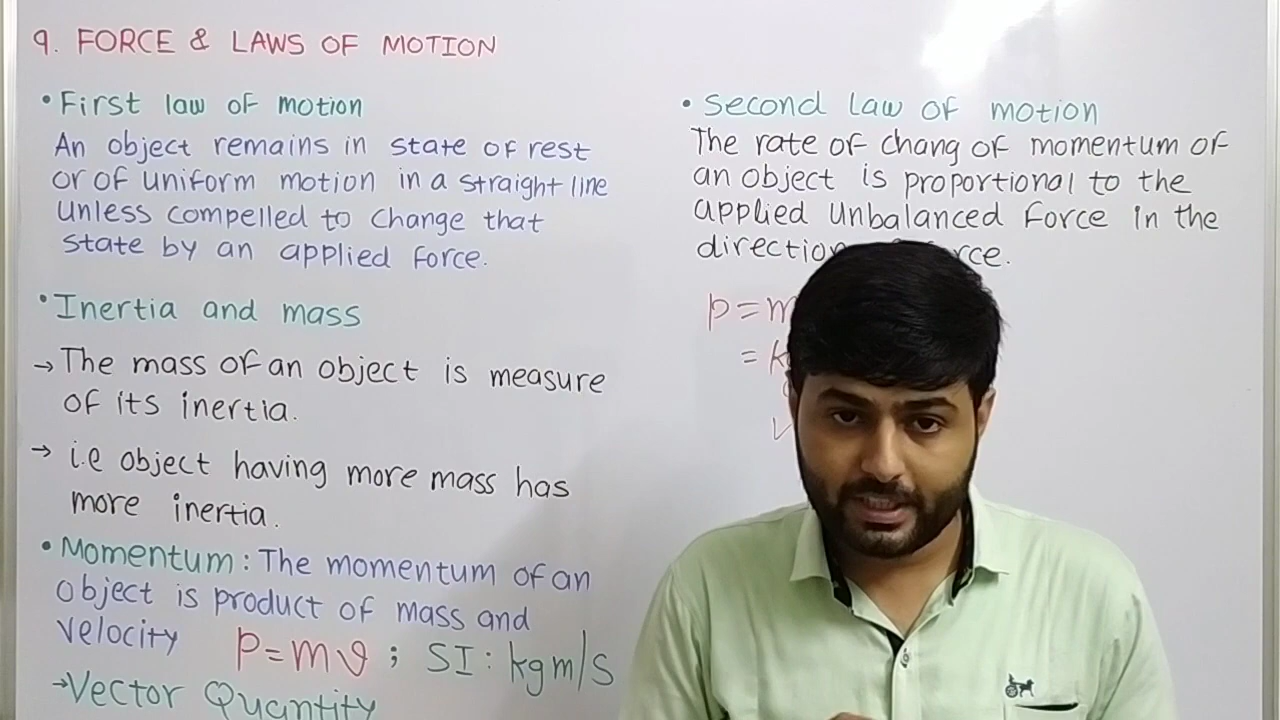 9. FORCE & LAWS OF MOTION
• First law of motion
An object remains in state of rest
or of uniform motion in a straight line
unless compelled to change that
state by an applied force.
• Inertia and mass
→ The mass of an object is measure
of its inertia.
→ i.e object having more mass has
more inertia.
• Momentum: The momentum of an
object is product of mass and
velocity P=mv ; SI: kgm/s
→Vector Quantity
• Second Law of motion
The rate of chang of momentum of
an object is proportional to the
applied unbalanced force in the
direction
p=m
= k